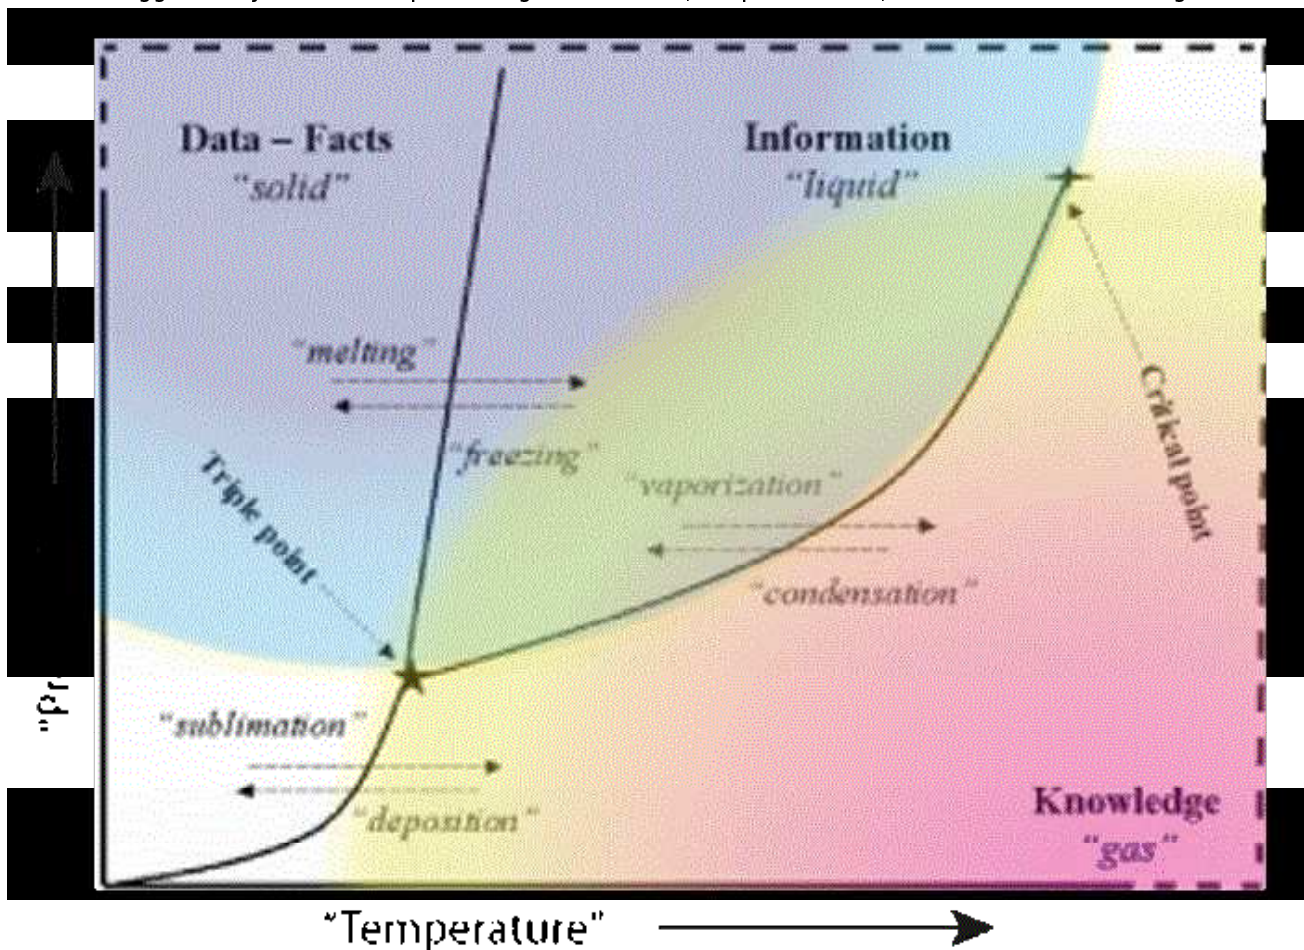 Data – Facts
“solid”
Information
“liquid”
“melting”
“freezing”
Triple point
“vaporization”
“condensation”
Critical point
“sublimation”
“deposition”
Knowledge
“gas”
“Temperature”